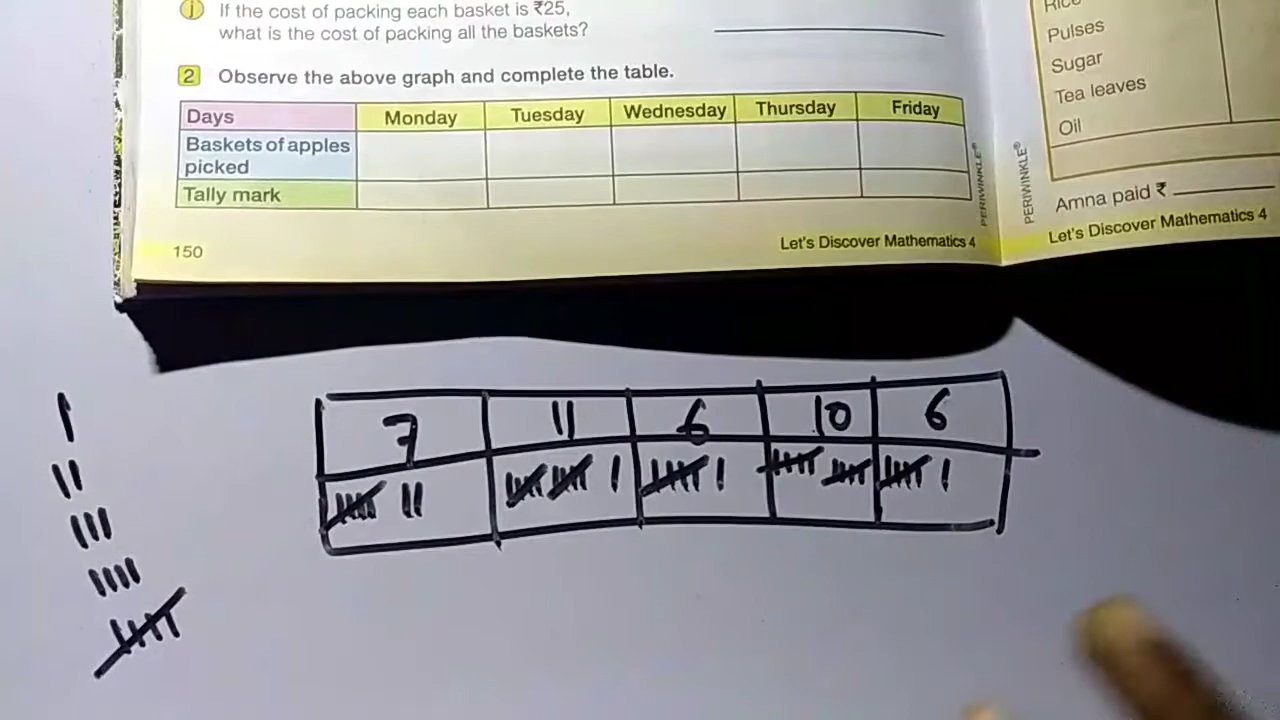 j If the cost of packing each basket is ₹25,
what is the cost of packing all the baskets?
2 Observe the above graph and complete the table.
Days Monday Tuesday Wednesday Thursday Friday
Baskets of apples
picked
Tally mark
150
Let's Discover Mathematics 4
PERIWINKLE®
PERIWINKLE®
Rice
Pulses
Sugar
Tea leaves
Oil
Amna paid ₹
Let's Discover Mathematics 4
7 11 6 10 6